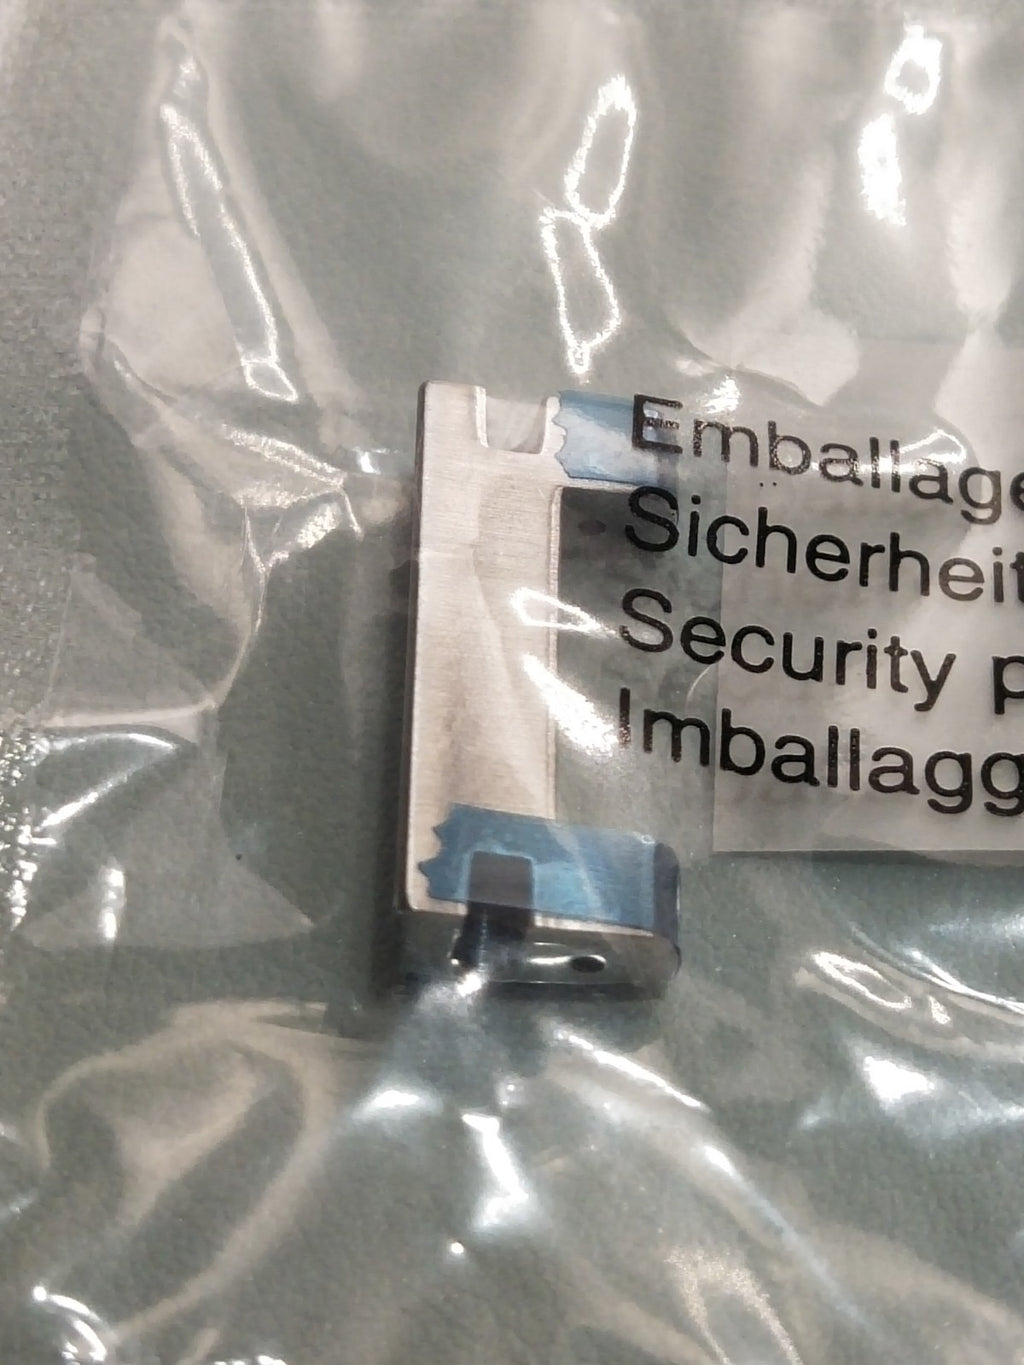 Emballage
Sicherheit
Security p
Imballagg